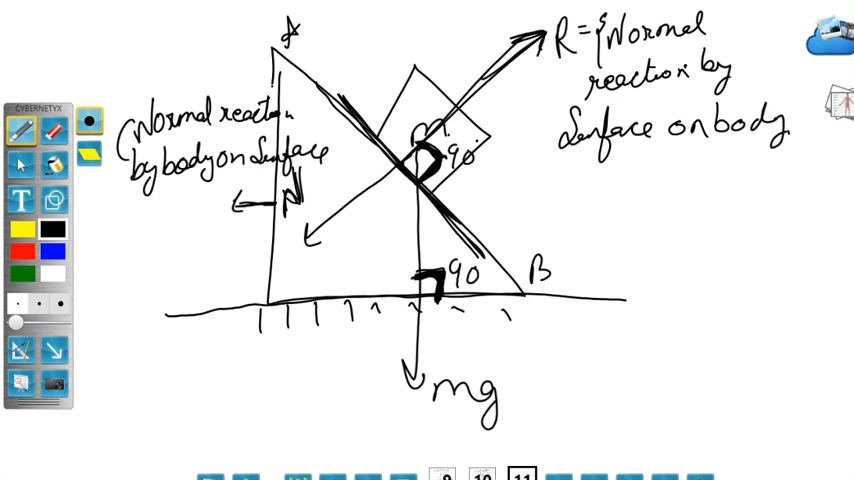 A
R = {Normal
reaction by
Surface on body
CYBERNETYX
(Normal reaction
by body on Surface
m
90°
N
90
B
mg
9
10
11